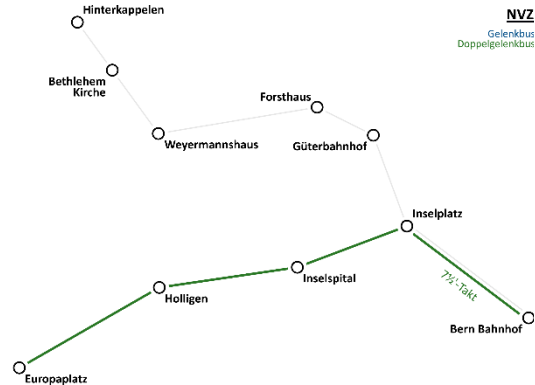 Hinterkappelen
NVZ
Gelenkbus
Doppelgelenkbus
Bethlehem
Kirche
Forsthaus
Weyermannshaus
Güterbahnhof
Inselplatz
Inselspital
7½'-Takt
Holligen
Bern Bahnhof
Europaplatz